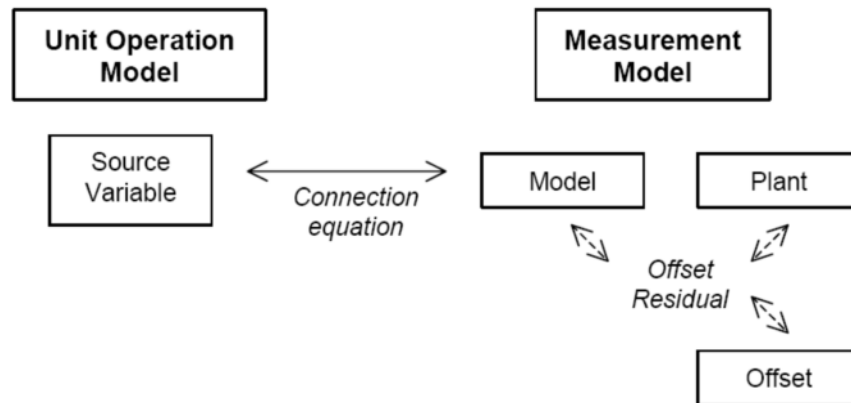 Unit Operation
Model
Measurement
Model
Source
Variable
Connection
equation
Model
Plant
Offset
Residual
Offset